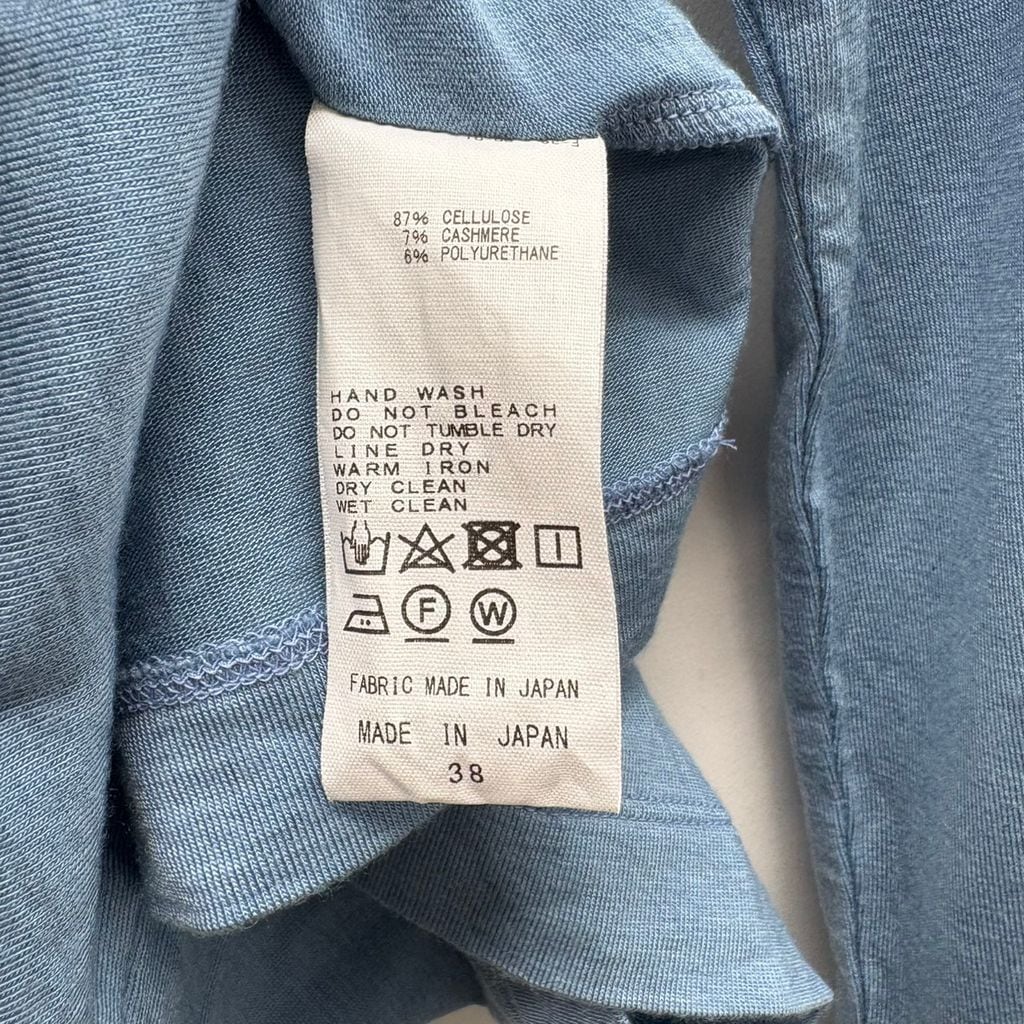 87% CELLULOSE
7% CASHMERE
6% POLYURETHANE
HAND WASH
DO NOT BLEACH
DO NOT TUMBLE DRY
LINE DRY
WARM IRON
DRY CLEAN
WET CLEAN
F W
FABRIC MADE IN JAPAN
MADE IN JAPAN
38